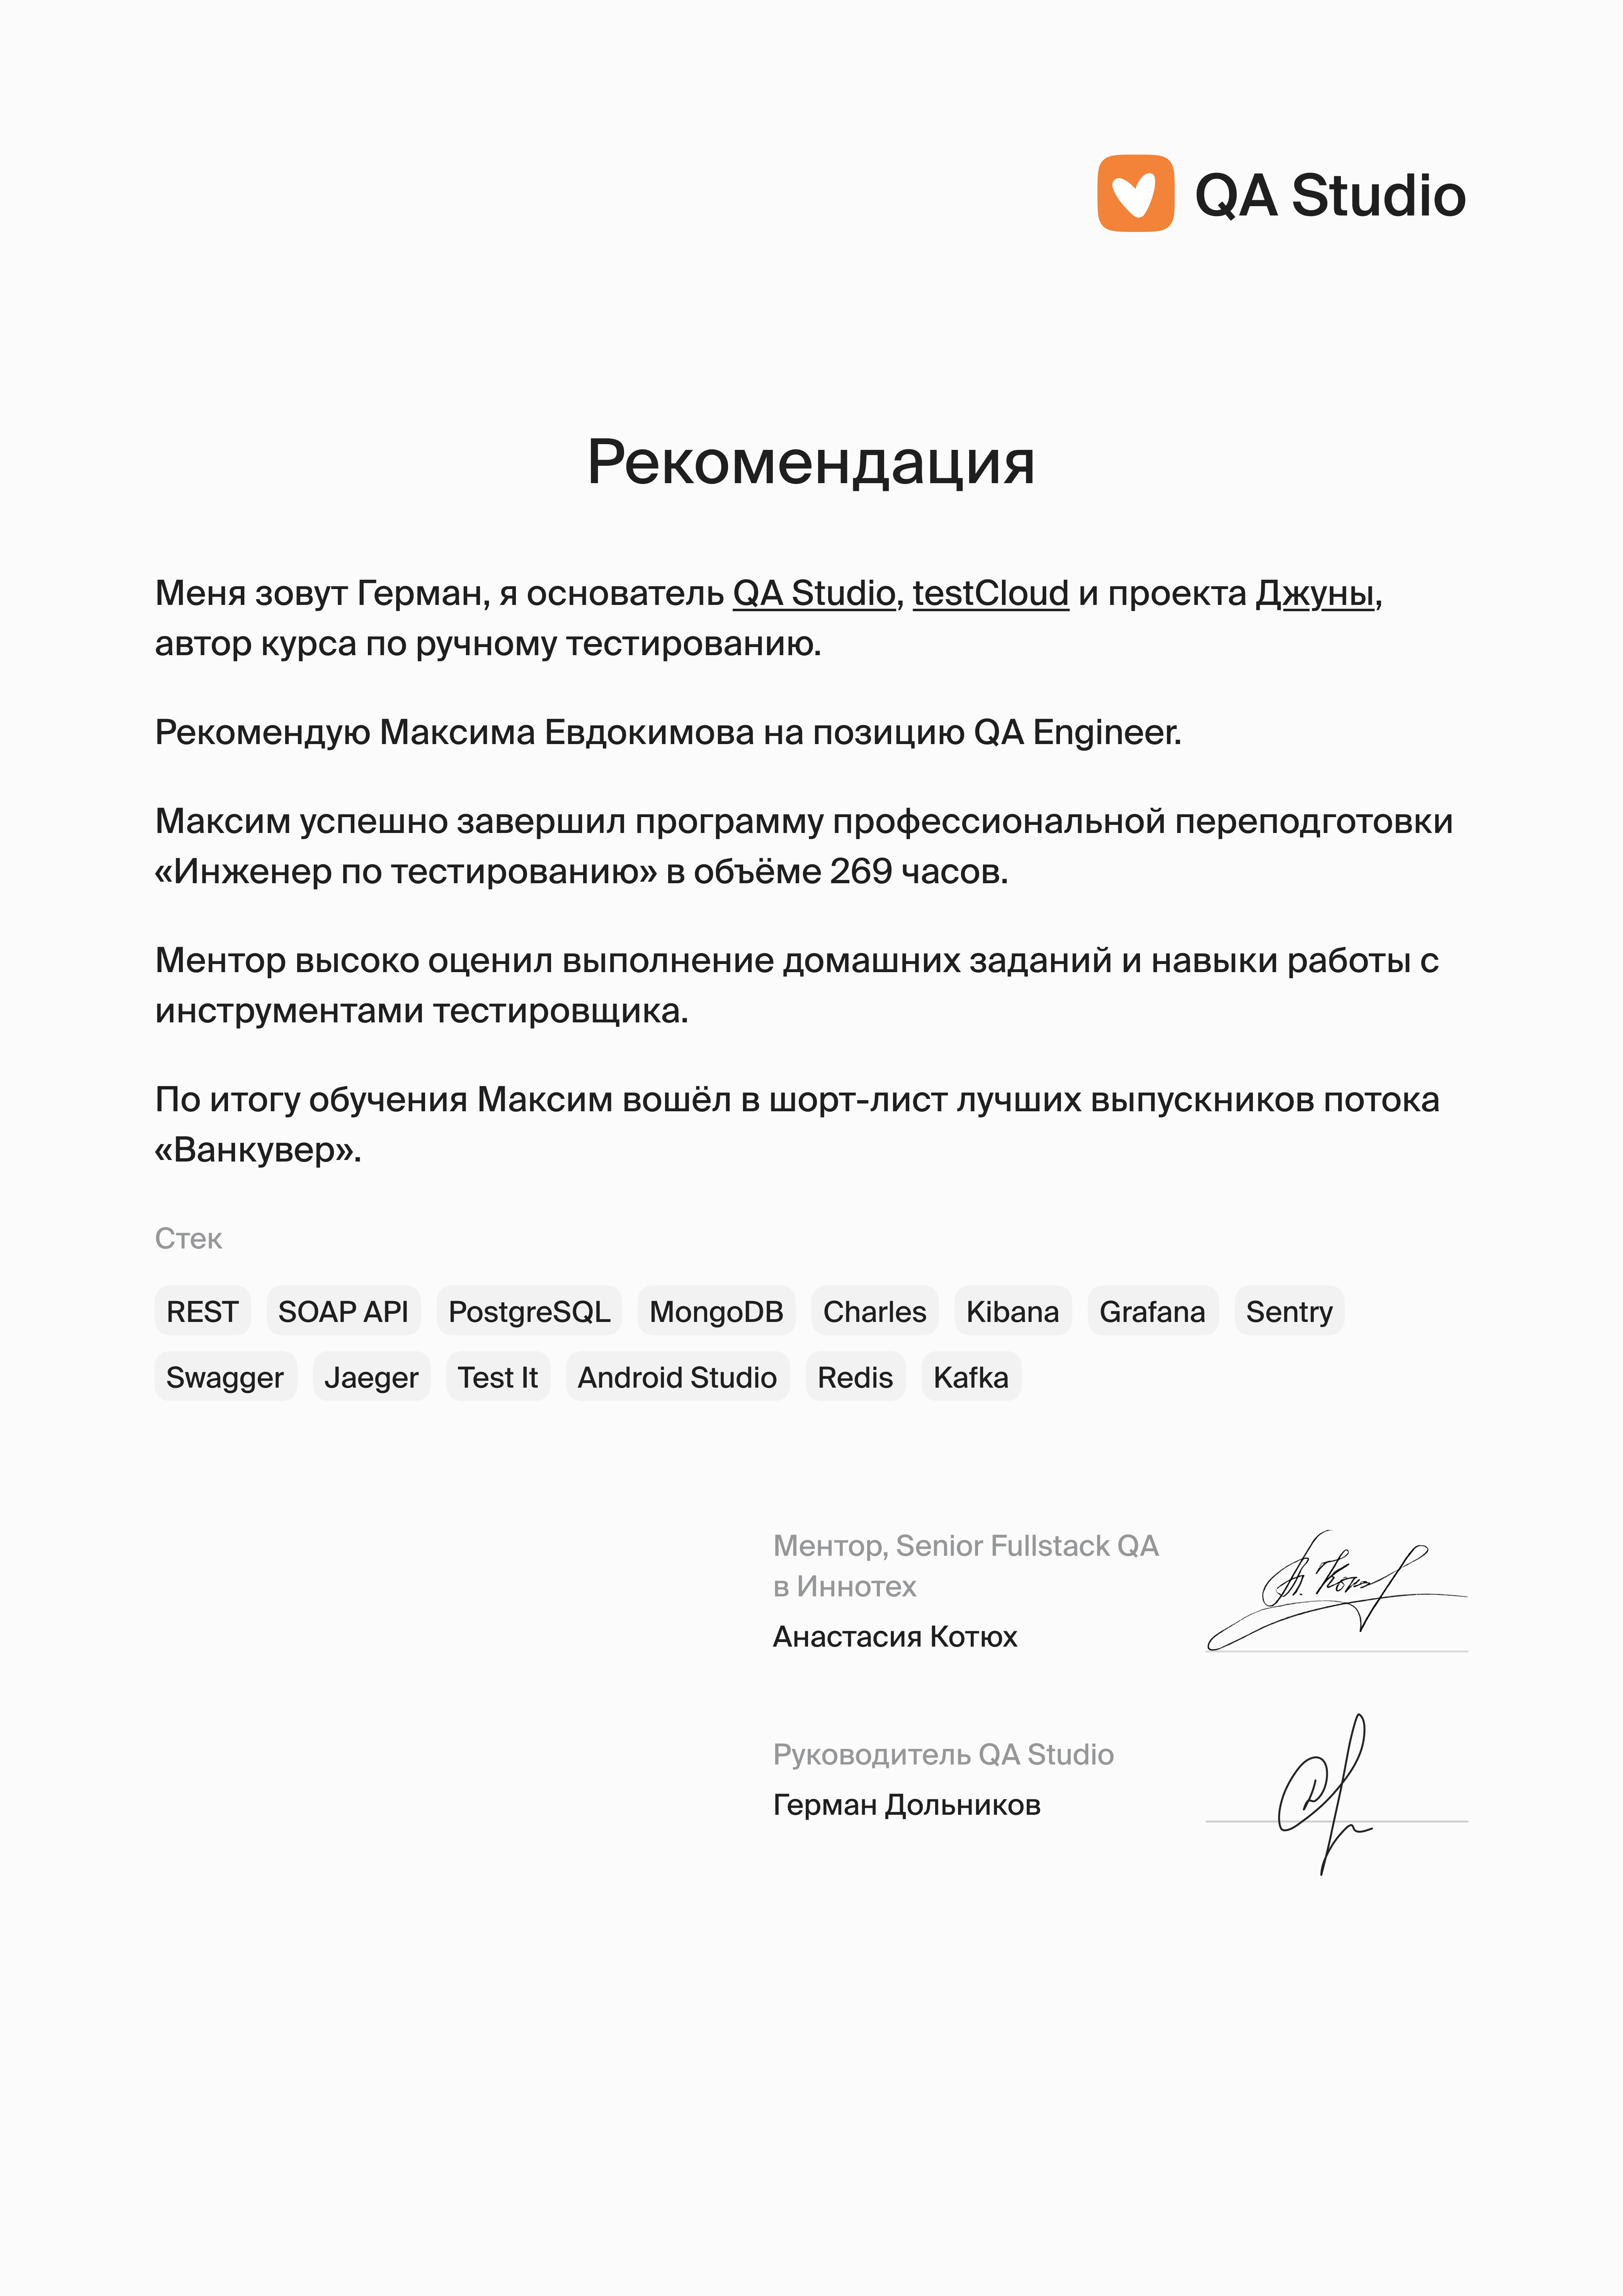 QA Studio
Рекомендация
Меня зовут Герман, я основатель QA Studio, testCloud и проекта Джуны,
автор курса по ручному тестированию.
Рекомендую Максима Евдокимова на позицию QA Engineer.
Максим успешно завершил программу профессиональной переподготовки
«Инженер по тестированию» в объёме 269 часов.
Ментор высоко оценил выполнение домашних заданий и навыки работы с
инструментами тестировщика.
По итогу обучения Максим вошёл в шорт-лист лучших выпускников потока
«Ванкувер».
Стек
REST SOAP API PostgreSQL MongoDB Charles Kibana Grafana Sentry
Swagger Jaeger Test It Android Studio Redis Kafka
Ментор, Senior Fullstack QA
в Иннотех
Анастасия Котюх
Руководитель QA Studio
Герман Дольников